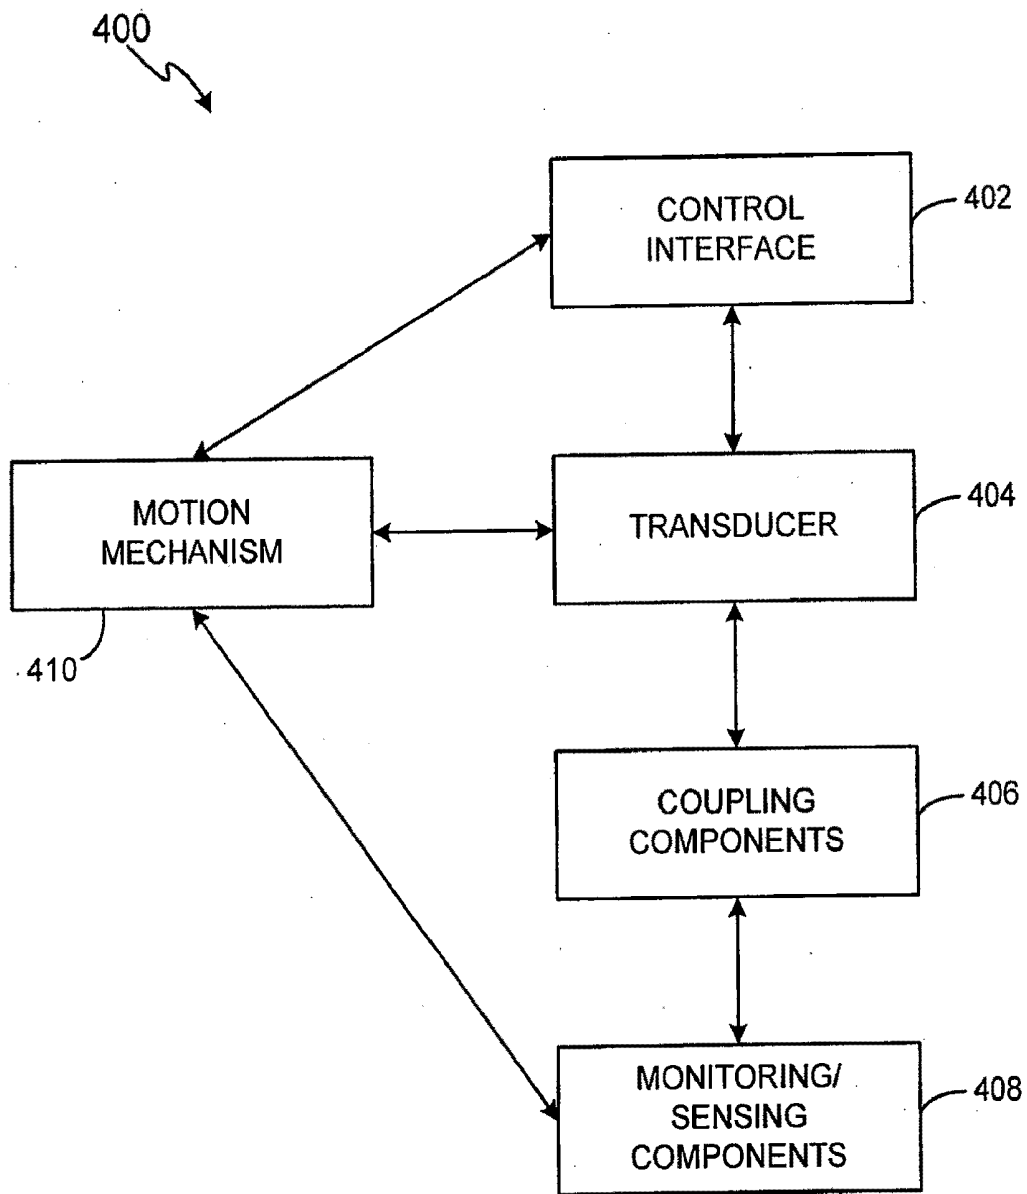 400
CONTROL
INTERFACE
402
MOTION
MECHANISM
TRANSDUCER
404
410
COUPLING
COMPONENTS
406
MONITORING/
SENSING
COMPONENTS
408